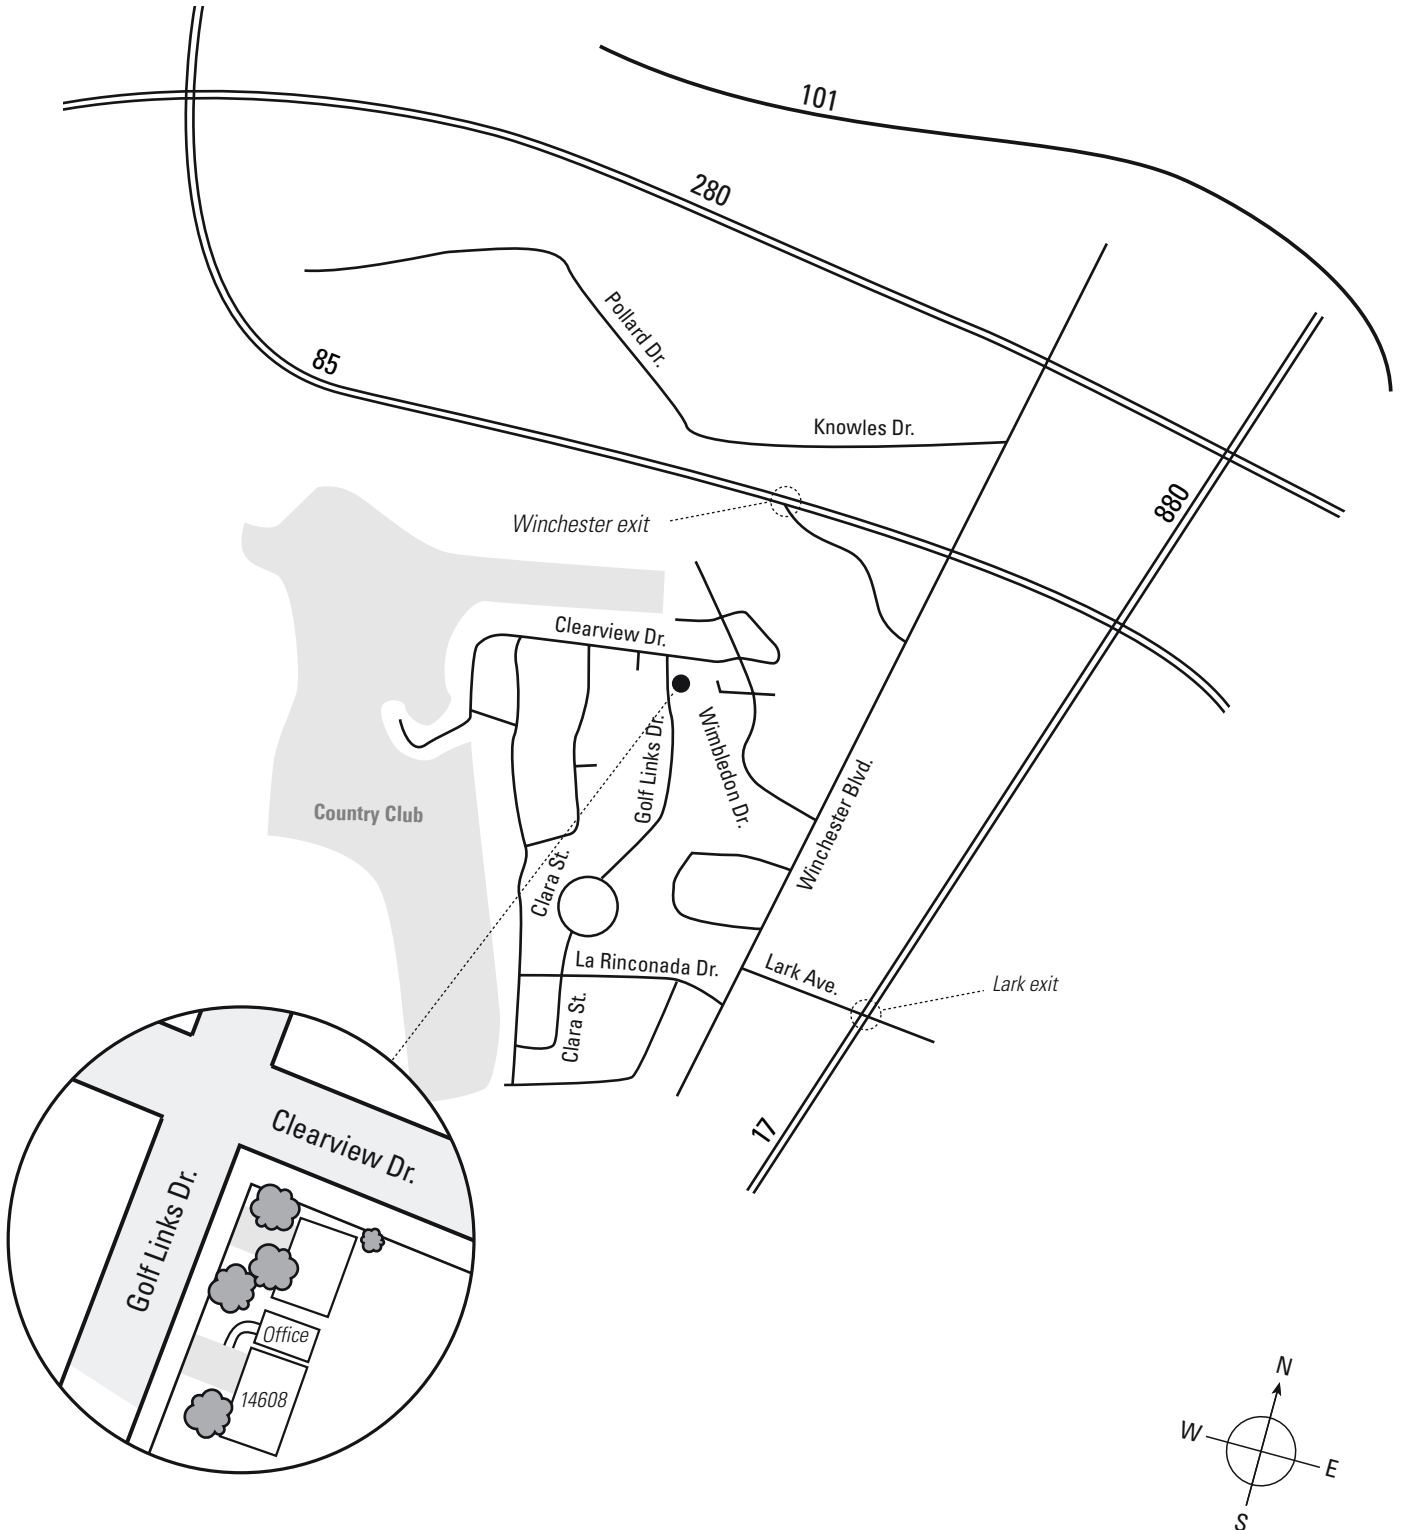 101
280
Pollard Dr.
85
Knowles Dr.
880
Winchester exit
Clearview Dr.
Golf Links Dr.
Wimbledon Dr.
Winchester Blvd.
Country Club
Clara St.
La Rinconada Dr.
Lark Ave.
Lark exit
Clara St.
17
Clearview Dr.
Golf Links Dr.
Office
14608
N
W
E
S